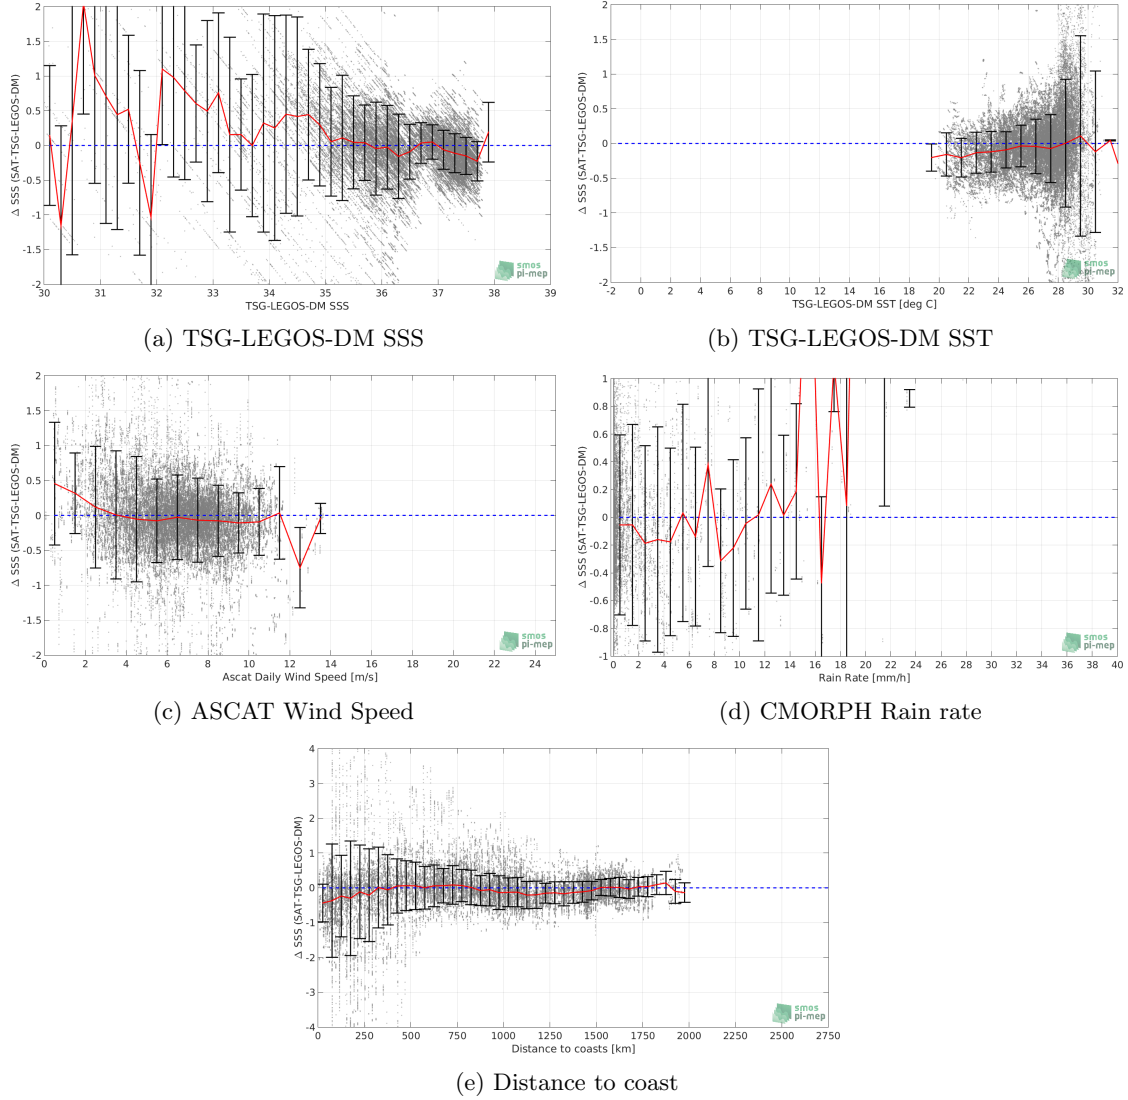 2
1.5
1
0.5
0
-0.5
-1
-1.5
-2
Δ SSS (SAT-TSG-LEGOS-DM)
30 31 32 33 34 35 36 37 38 39
TSG-LEGOS-DM SSS
smos
pi-mep
(a) TSG-LEGOS-DM SSS
2
1.5
1
0.5
0
-0.5
-1
-1.5
-2
Δ SSS (SAT-TSG-LEGOS-DM)
-2 0 2 4 6 8 10 12 14 16 18 20 22 24 26 28 30 32
TSG-LEGOS-DM SST [deg C]
smos
pi-mep
(b) TSG-LEGOS-DM SST
2
1.5
1
0.5
0
-0.5
-1
-1.5
-2
Δ SSS (SAT-TSG-LEGOS-DM)
0 2 4 6 8 10 12 14 16 18 20 22 24
Ascat Daily Wind Speed [m/s]
smos
pi-mep
(c) ASCAT Wind Speed
1
0.8
0.6
0.4
0.2
0
-0.2
-0.4
-0.6
-0.8
-1
Δ SSS (SAT-TSG-LEGOS-DM)
0 2 4 6 8 10 12 14 16 18 20 22 24 26 28 30 32 34 36 38 40
Rain Rate [mm/h]
smos
pi-mep
(d) CMORPH Rain rate
4
3
2
1
0
-1
-2
-3
-4
Δ SSS (SAT-TSG-LEGOS-DM)
0 250 500 750 1000 1250 1500 1750 2000 2250 2500 2750
Distance to coasts [km]
smos
pi-mep
(e) Distance to coast